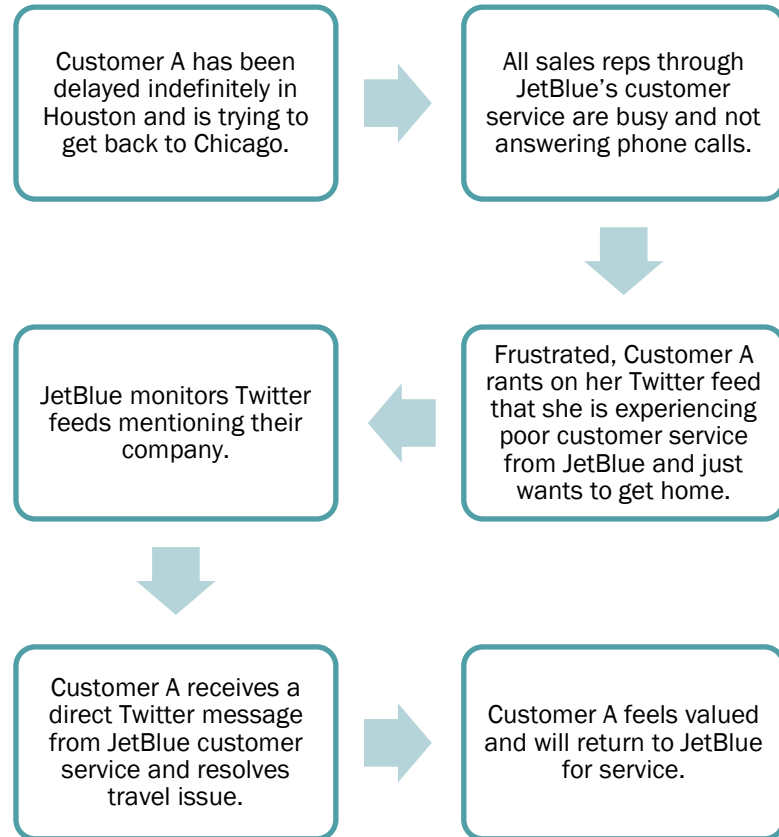 Customer A has been
delayed indefinitely in
Houston and is trying to
get back to Chicago.
All sales reps through
JetBlue’s customer
service are busy and not
answering phone calls.
Frustrated, Customer A
rants on her Twitter feed
that she is experiencing
poor customer service
from JetBlue and just
wants to get home.
JetBlue monitors Twitter
feeds mentioning their
company.
Customer A receives a
direct Twitter message
from JetBlue customer
service and resolves
travel issue.
Customer A feels valued
and will return to JetBlue
for service.